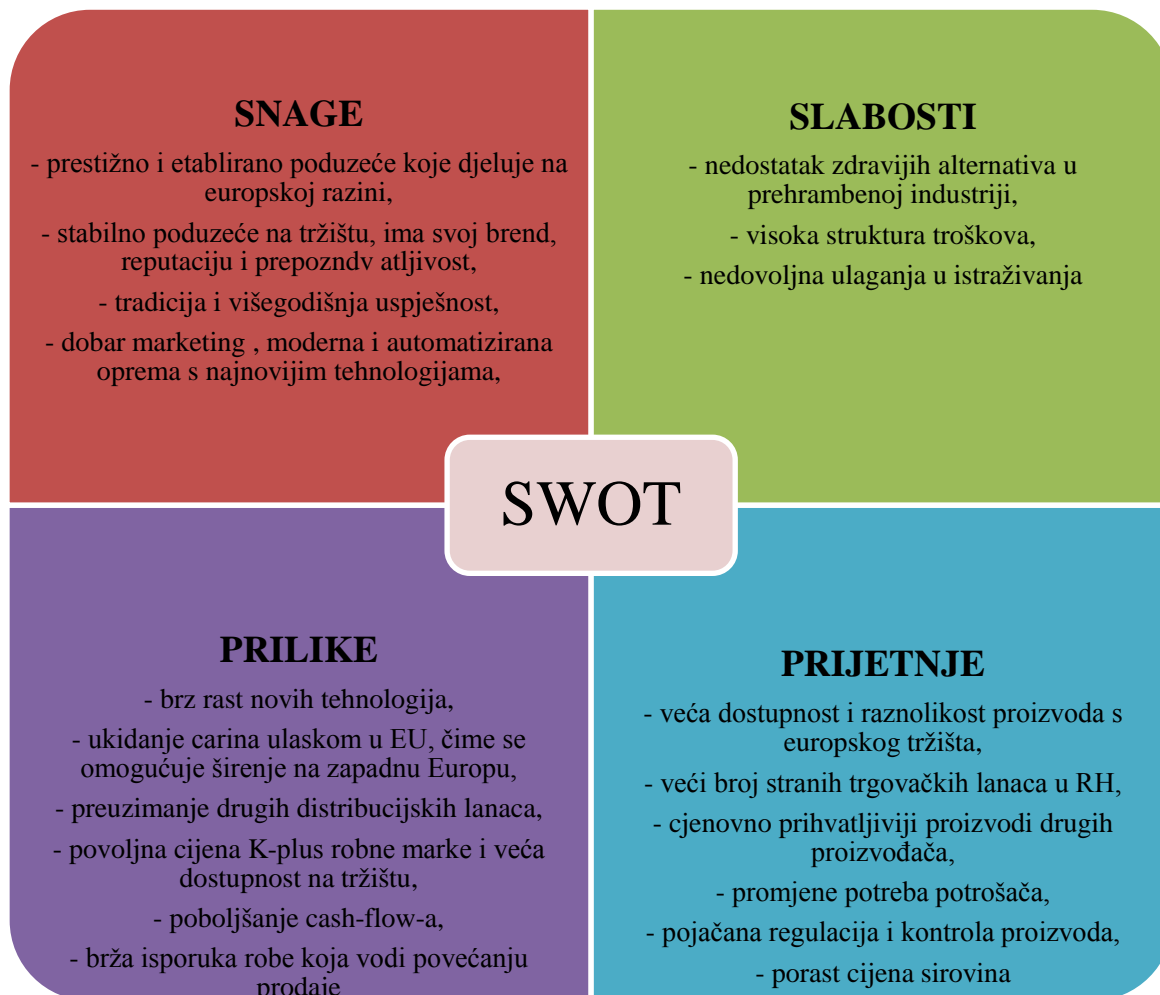 SNAGE
- prestižno i etablirano poduzeće koje djeluje na
europskoj razini,
- stabilno poduzeće na tržištu, ima svoj brend,
reputaciju i prepozndv atljivost,
- tradicija i višegodišnja uspješnost,
- dobar marketing , moderna i automatizirana
oprema s najnovijim tehnologijama,
SLABOSTI
- nedostatak zdravijih alternativa u
prehrambenoj industriji,
- visoka struktura troškova,
- nedovoljna ulaganja u istraživanja
SWOT
PRILIKE
- brz rast novih tehnologija,
- ukidanje carina ulaskom u EU, čime se
omogućuje širenje na zapadnu Europu,
- preuzimanje drugih distribucijskih lanaca,
- povoljna cijena K-plus robne marke i veća
dostupnost na tržištu,
- poboljšanje cash-flow-a,
- brža isporuka robe koja vodi povećanju
prodaje
PRIJETNJE
- veća dostupnost i raznolikost proizvoda s
europskog tržišta,
- veći broj stranih trgovačkih lanaca u RH,
- cjenovno prihvatljiviji proizvodi drugih
proizvođača,
- promjene potreba potrošača,
- pojačana regulacija i kontrola proizvoda,
- porast cijena sirovina